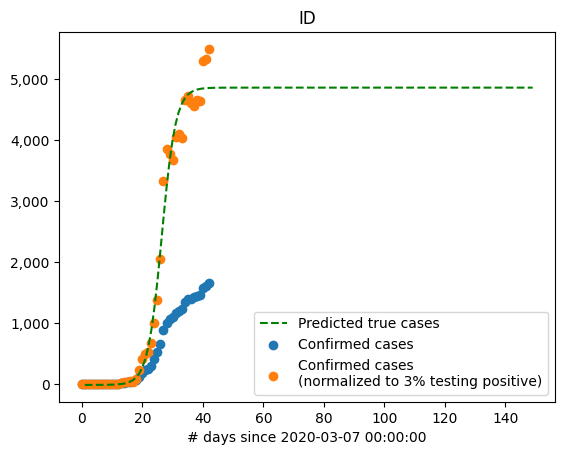 ID
5,000
4,000
3,000
2,000
1,000
0
0 20 40 60 80 100 120 140
# days since 2020-03-07 00:00:00
Predicted true cases
Confirmed cases
Confirmed cases
(normalized to 3% testing positive)